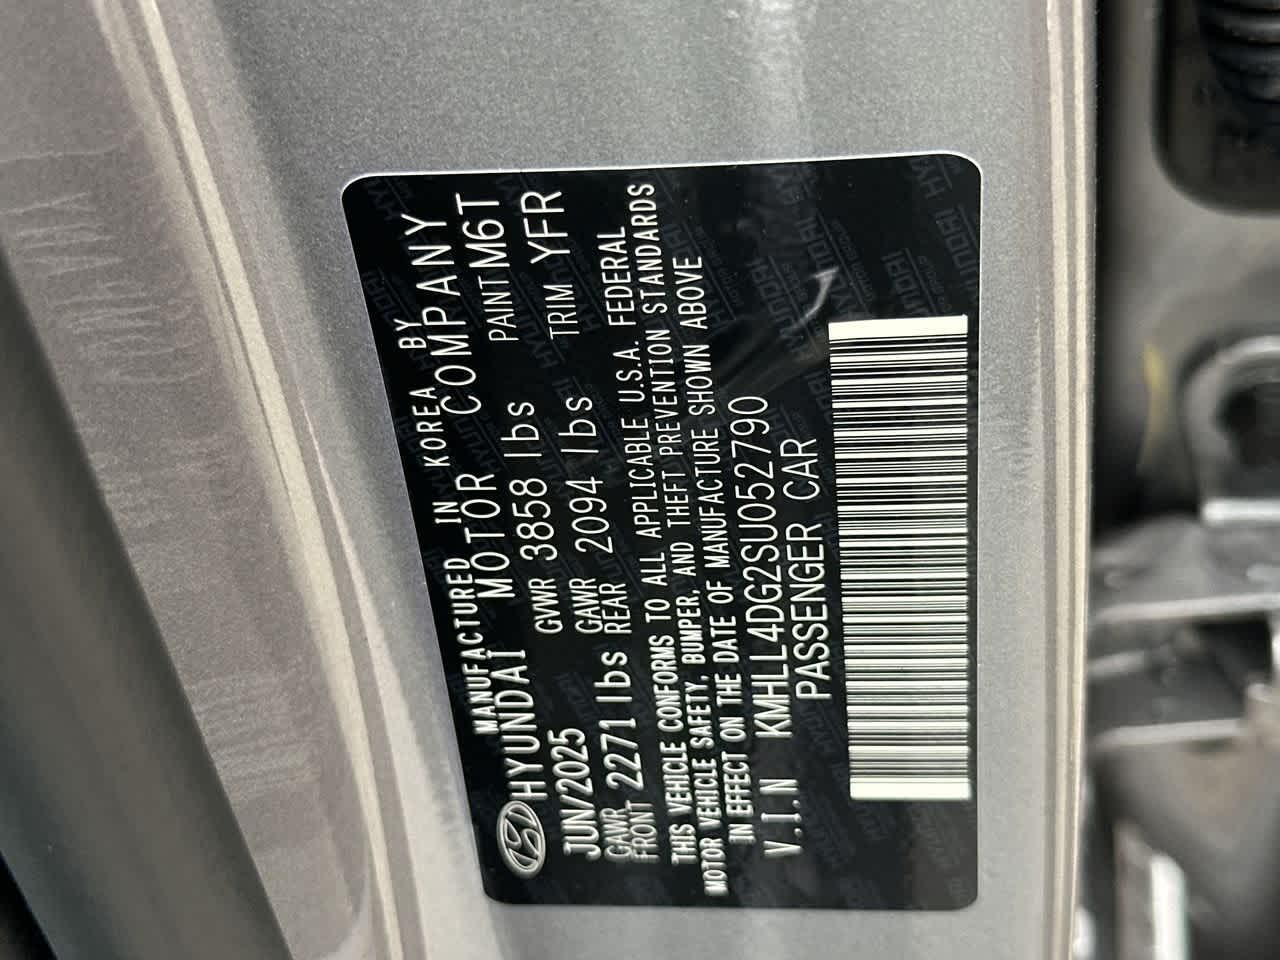 MANUFACTURED IN KOREA BY
HYUNDAI MOTOR COMPANY
JUN/2025 GVWR 3858 lbs PAINT M6T
GAWR FRONT 2271 lbs GAWR REAR 2094 lbs TRIM YFR
THIS VEHICLE CONFORMS TO ALL APPLICABLE U.S.A. FEDERAL
MOTOR VEHICLE SAFETY, BUMPER, AND THEFT PREVENTION STANDARDS
IN EFFECT ON THE DATE OF MANUFACTURE SHOWN ABOVE
V.I.N KMHLL4DG2SU052790
PASSENGER CAR